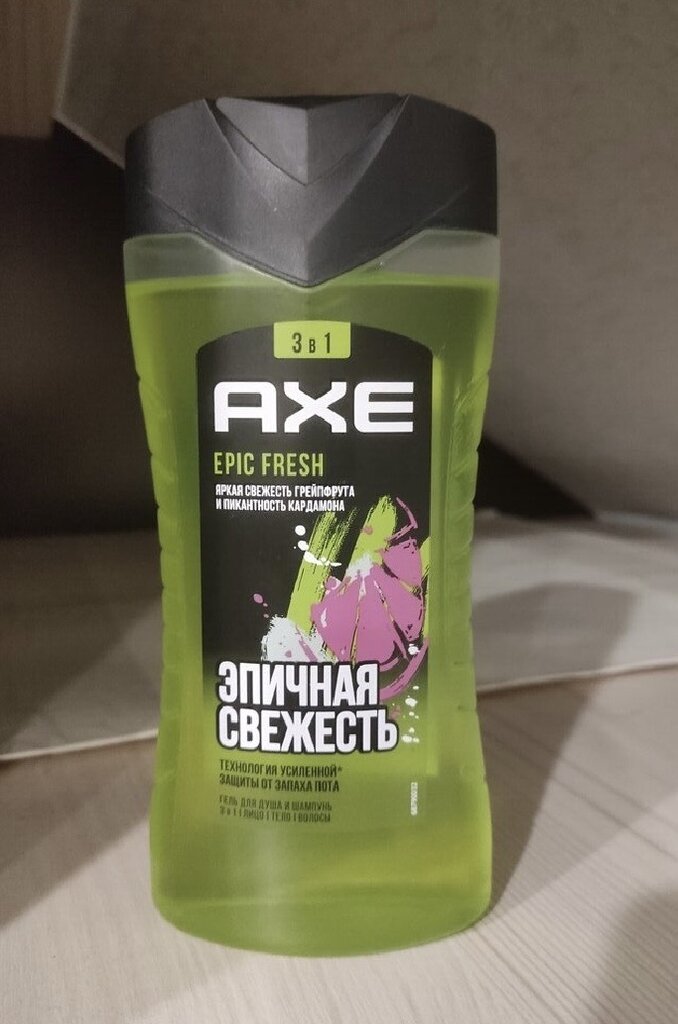 3 в 1
AXE
EPIC FRESH
ЯРКАЯ СВЕЖЕСТЬ ГРЕЙПФРУТА
И ПИКАНТНОСТЬ КАРДАМОНА
ЭПИЧНАЯ
СВЕЖЕСТЬ
ТЕХНОЛОГИЯ УСИЛЕННОЙ*
ЗАЩИТЫ ОТ ЗАПАХА ПОТА
ГЕЛЬ ДЛЯ ДУША И ШАМПУНЬ
3 в 1 | ЛИЦО | ТЕЛО | ВОЛОСЫ